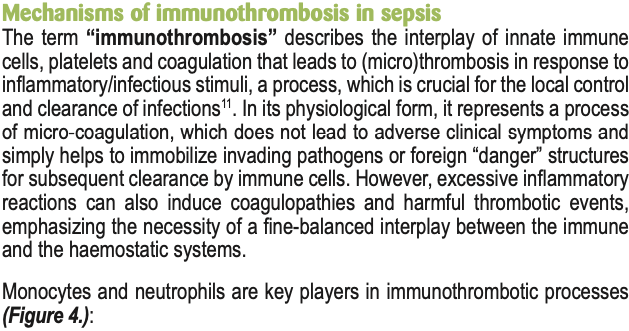 Mechanisms of immunothrombosis in sepsis
The term “immunothrombosis” describes the interplay of innate immune
cells, platelets and coagulation that leads to (micro)thrombosis in response to
inflammatory/infectious stimuli, a process, which is crucial for the local control
and clearance of infections¹¹. In its physiological form, it represents a process
of micro-coagulation, which does not lead to adverse clinical symptoms and
simply helps to immobilize invading pathogens or foreign “danger” structures
for subsequent clearance by immune cells. However, excessive inflammatory
reactions can also induce coagulopathies and harmful thrombotic events,
emphasizing the necessity of a fine-balanced interplay between the immune
and the haemostatic systems.
Monocytes and neutrophils are key players in immunothrombotic processes
(Figure 4.):